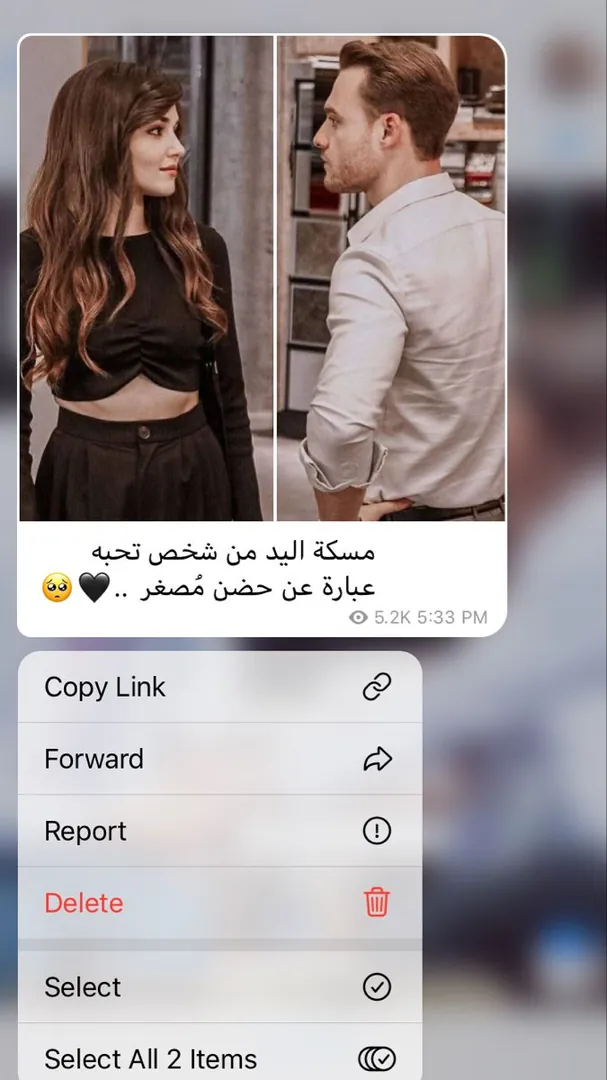 مسكة اليد من شخص تحبه
عبارة عن حضن مُصغر .. 🖤🥺
5.2K 5:33 PM
Copy Link
Forward
Report
Delete
Select
Select All 2 Items